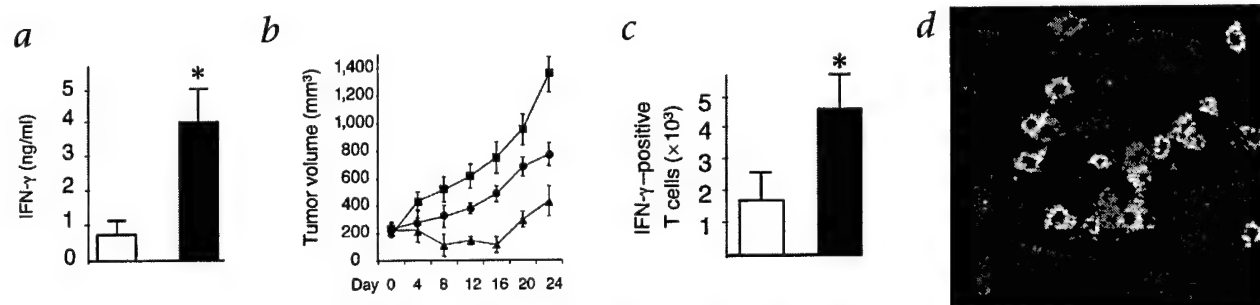 a
IFN-γ (ng/ml)
5
4
3
2
1
0
*
b
Tumor volume (mm³)
1,400
1,200
1,000
800
600
400
200
0
Day 0 4 8 12 16 20 24
c
IFN-γ–positive
T cells (×10³)
5
4
3
2
1
*
d